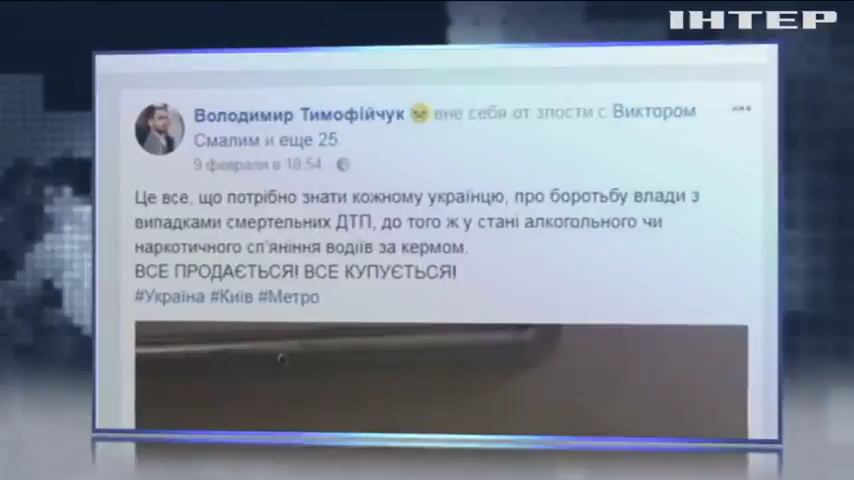 ІНТЕР
Володимир Тимофійчук вне себя от злости с Виктором
Смалим и еще 25.
9 февраля в 18:54
Це все, що потрібно знати кожному українцю, про боротьбу влади з
випадками смертельних ДТП, до того ж у стані алкогольного чи
наркотичного сп'яніння водіїв за кермом.
ВСЕ ПРОДАЄТЬСЯ! ВСЕ КУПУЄТЬСЯ!
#Україна #Київ #Метро